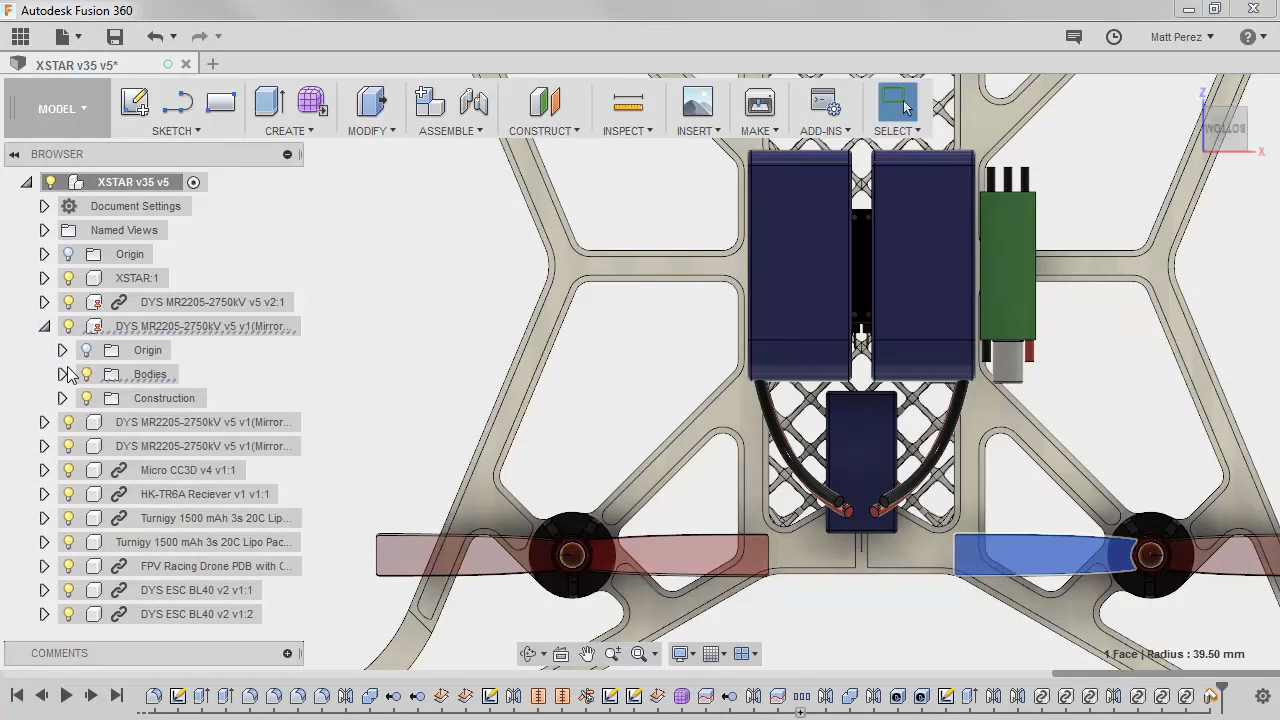 Autodesk Fusion 360
Matt Perez
XSTAR v35 v5*
MODEL
SKETCH
CREATE
MODIFY
ASSEMBLE
CONSTRUCT
INSPECT
INSERT
MAKE
ADD-INS
SELECT
Z
BOTTOM
X
BROWSER
XSTAR v35 v5
Document Settings
Named Views
Origin
XSTAR:1
DYS MR2205-2750kV v5 v2:1
DYS MR2205-2750kV v5 v1(Mirror...
Origin
Bodies
Construction
DYS MR2205-2750kV v5 v1(Mirror...
DYS MR2205-2750kV v5 v1(Mirror...
Micro CC3D v4 v1:1
HK-TR6A Reciever v1 v1:1
Turnigy 1500 mAh 3s 20C Lipo Pac...
Turnigy 1500 mAh 3s 20C Lipo Pac...
FPV Racing Drone PDB with C...
DYS ESC BL40 v2 v1:1
DYS ESC BL40 v2 v1:2
COMMENTS
1 Face | Radius : 39.50 mm